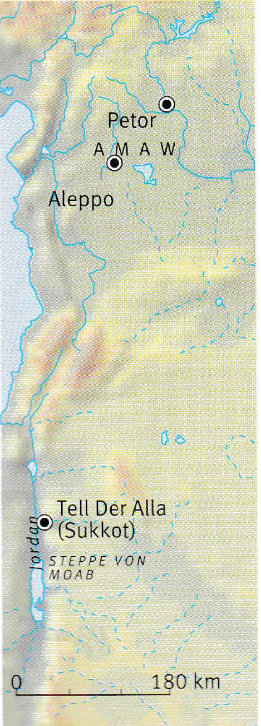 Petor
A M A W
Aleppo
Tell Der Alla
(Sukkot)
Jordan
STEPPE VON
MOAB
0 180 km